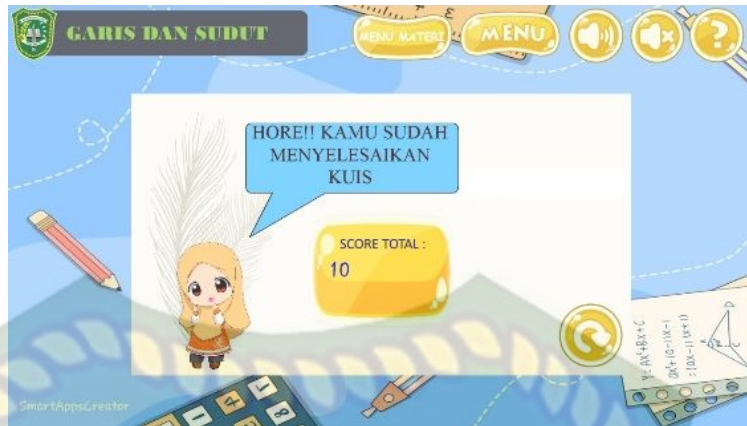 GARIS DAN SUDUT
MENU MATERI
MENU
?
HORE!! KAMU SUDAH
MENYELESAIKAN
KUIS
SCORE TOTAL :
10
SmartAppsCreator